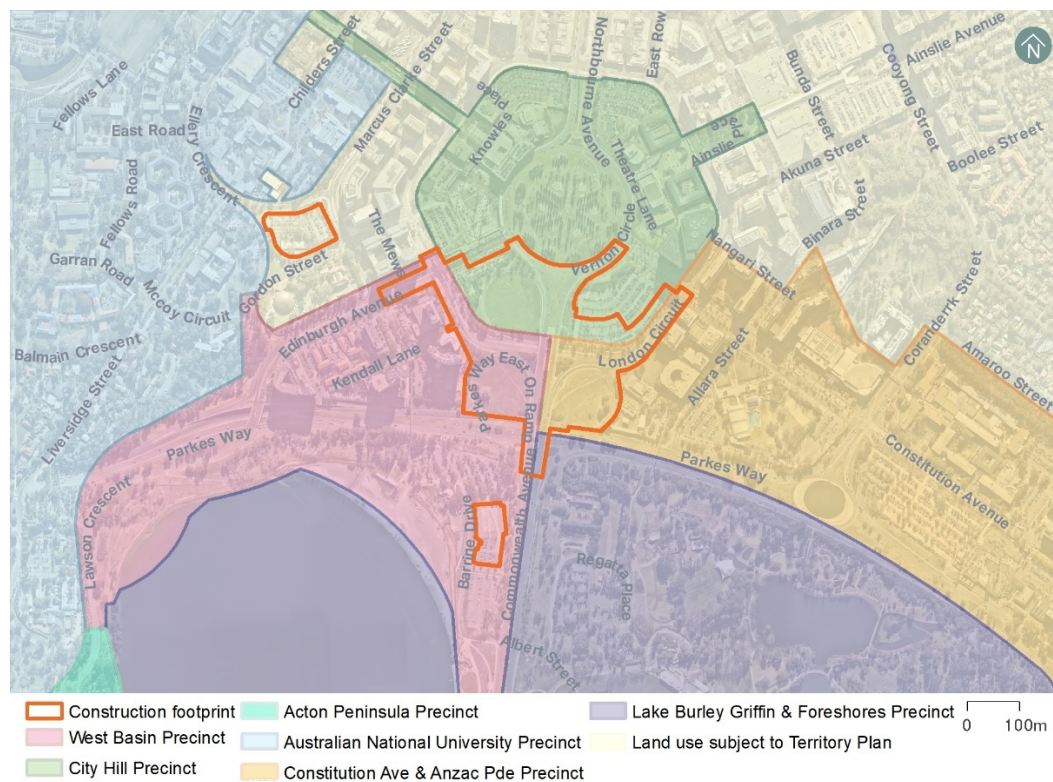 N
Ainslie Avenue
Cooyong Street
Northbourne Avenue
East Row
Bunda Street
Marcus Clarke Street
Childers Street
Fellows Lane
Ellery Crescent
East Road
Knowles Place
Ainslie Place
Akuna Street
Boolee Street
Theatre Lane
Fellows Road
Binara Street
The Mews
Vernon Circle
Nangari Street
Garran Road
Gordon Street
Mccoy Circuit
Edinburgh Avenue
Coranderrk Street
Balmain Crescent
Kendall Lane
London Circuit
Allara Street
Amaroo Street
Liversidge Street
Parkes Way East On Ramp
Parkes Way
Parkes Way
Constitution Avenue
Lawson Crescent
Barrine Drive
Commonwealth Avenue
Regatta Place
Albert Street
Construction footprint
West Basin Precinct
City Hill Precinct
Acton Peninsula Precinct
Australian National University Precinct
Constitution Ave & Anzac Pde Precinct
Lake Burley Griffin & Foreshores Precinct
Land use subject to Territory Plan
0 100m